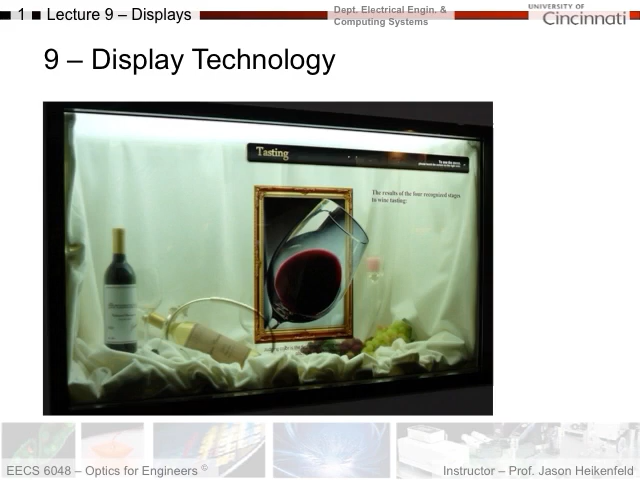 1 Lecture 9 – Displays
Dept. Electrical Engin. &
Computing Systems
UNIVERSITY OF
Cincinnati
9 – Display Technology
Tasting
The results of the four recognized stages
to wine tasting:
EECS 6048 – Optics for Engineers ©
Instructor – Prof. Jason Heikenfeld